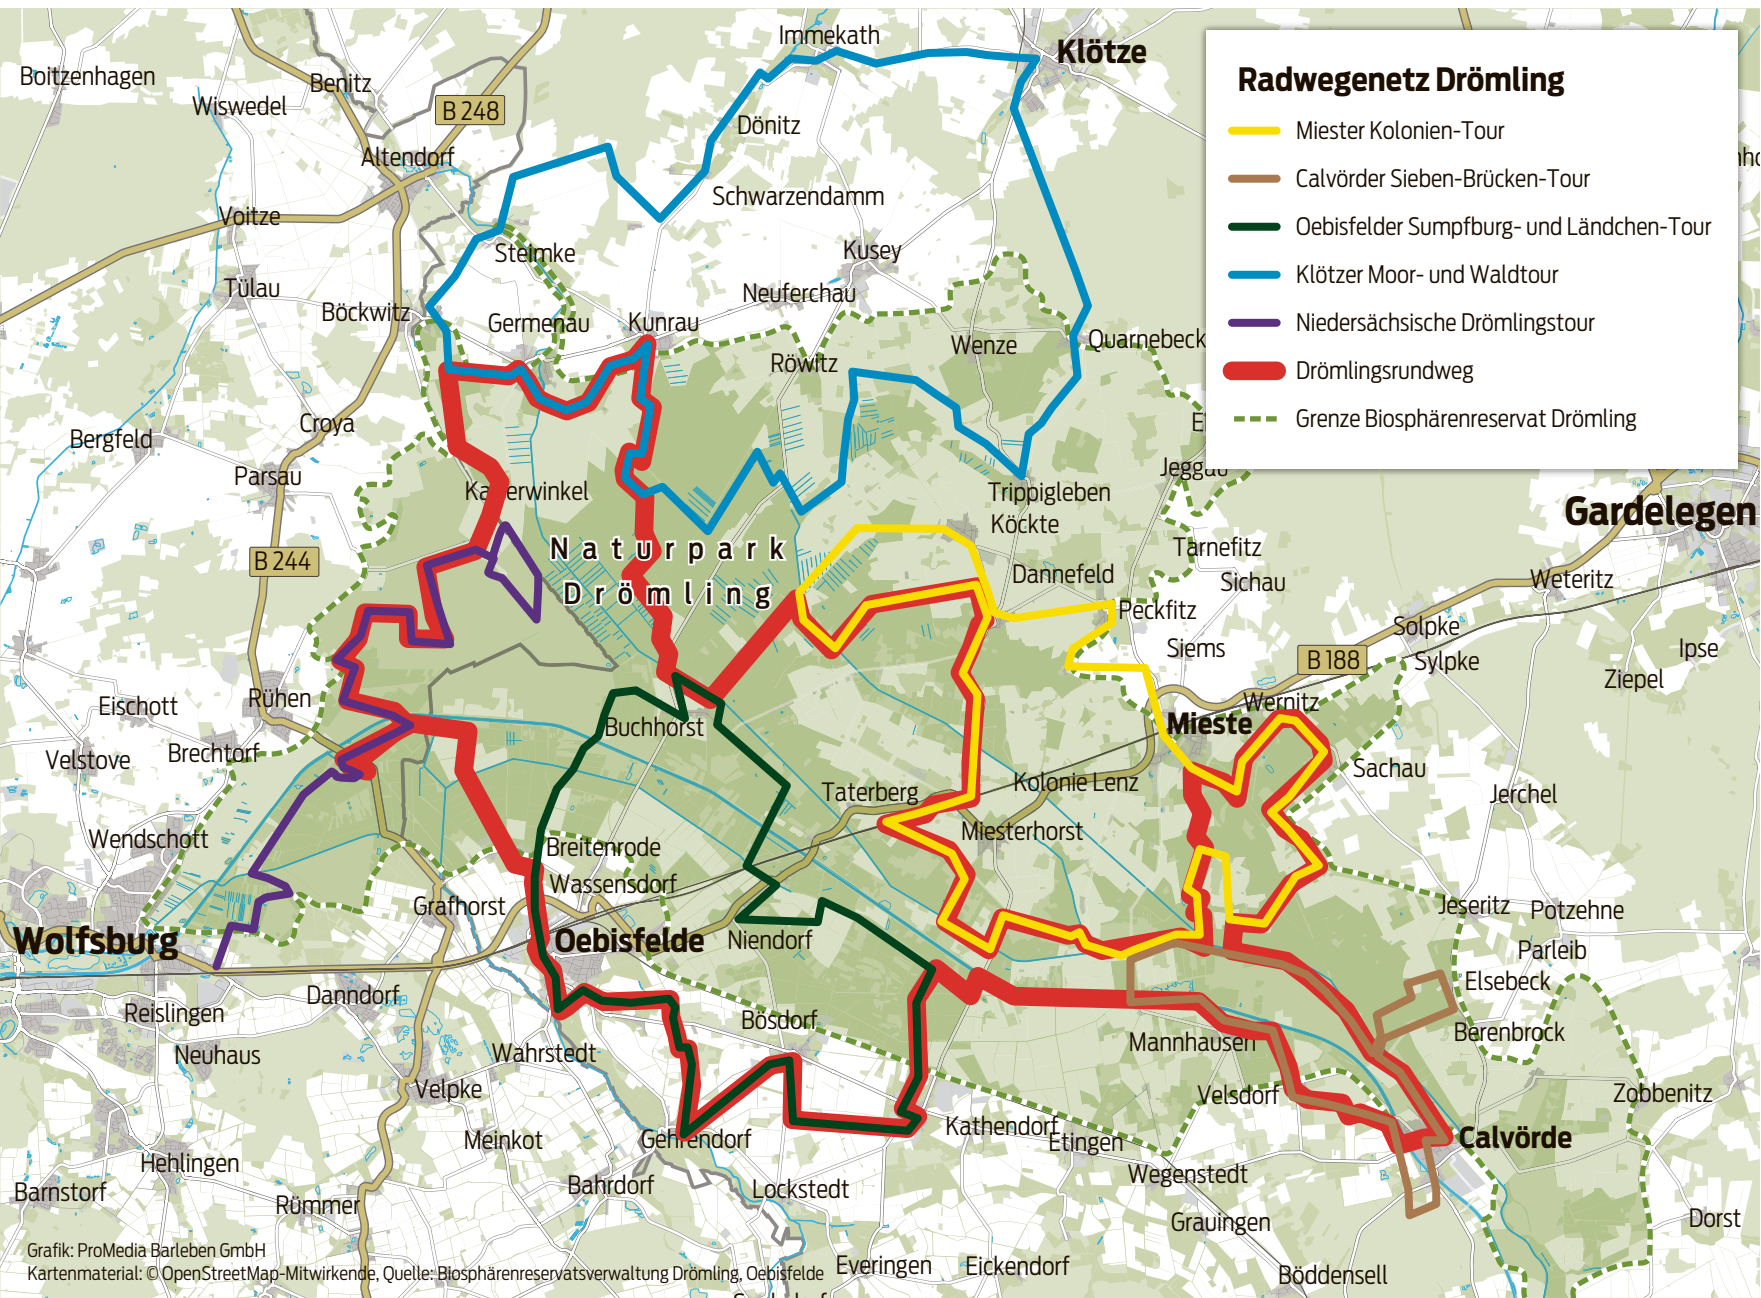 Immekath
Klötze
Boitzenhagen
Benitz
Wiswedel
B 248
Dönitz
Altendorf
Schwarzendamm
Voitze
Steimke
Kusey
Tülau
Neuferchau
Böckwitz
Germenau
Kunrau
Quarnebeck
Wenze
Röwitz
Radwegenetz Drömling
Miester Kolonien-Tour
Calvörder Sieben-Brücken-Tour
Oebisfelder Sumpfburg- und Ländchen-Tour
Klötzer Moor- und Waldtour
Niedersächsische Drömlingstour
Drömlingsrundweg
Grenze Biosphärenreservat Drömling
Croya
Bergfeld
Parsau
Jeggau
Kaiserwinkel
Trippigleben
Köckte
Gardelegen
Naturpark
Drömling
B 244
Tarnefitz
Dannefeld
Sichau
Weteritz
Peckfitz
Solpke
Siems
B 188
Sylpke
Ipse
Ziepel
Rühen
Eischott
Wernitz
Buchhorst
Mieste
Brechtorf
Velstove
Sachau
Kolonie Lenz
Taterberg
Jerchel
Miesterhorst
Wendschott
Breitenrode
Wassensdorf
Grafhorst
Jeseritz
Potzehne
Wolfsburg
Oebisfelde
Niendorf
Parleib
Elsebeck
Danndorf
Reislingen
Bösdorf
Berenbrock
Mannhausen
Neuhaus
Wahrstedt
Velpke
Velsdorf
Zobbenitz
Kathendorf
Etingen
Calvörde
Meinkot
Gehrendorf
Hehlingen
Wegenstedt
Barnstorf
Bahrdorf
Lockstedt
Rümmer
Grauingen
Dorst
Everingen
Eickendorf
Böddensell
Grafik: ProMedia Barleben GmbH
Kartenmaterial: © OpenStreetMap-Mitwirkende, Quelle: Biosphärenreservatsverwaltung Drömling, Oebisfelde